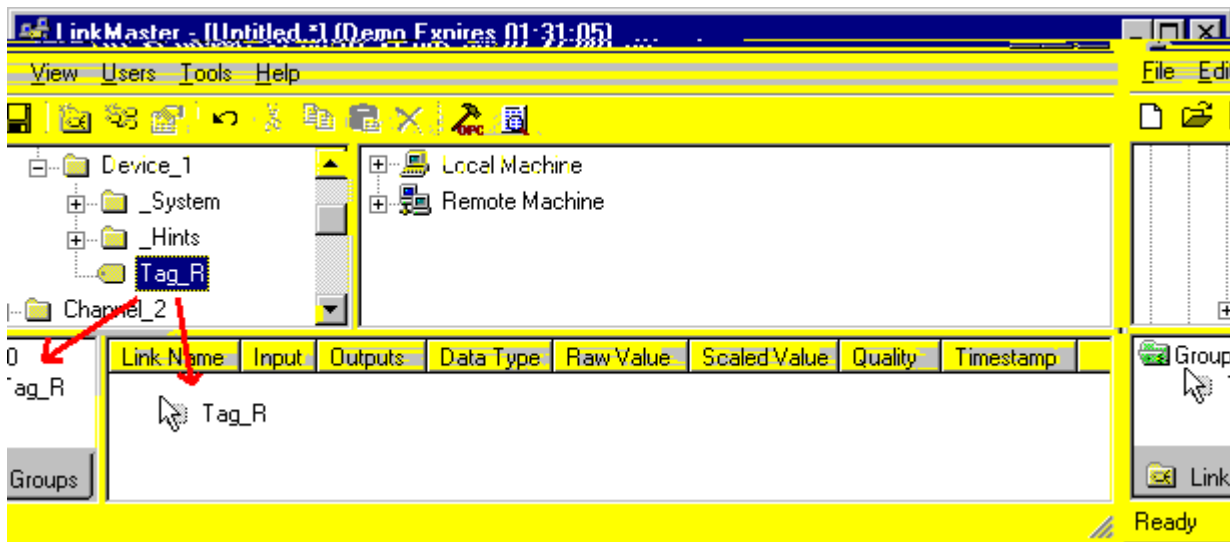 LinkMaster - [Untitled *] (Demo Expires 01:31:05)
View Users Tools Help
File Edi
OPC
Device_1
_System
_Hints
Tag_R
Channel_2
Local Machine
Remote Machine
0
Tag_R
Groups
Link Name Input Outputs Data Type Raw Value Scaled Value Quality Timestamp
Tag_R
Group
Link
Ready